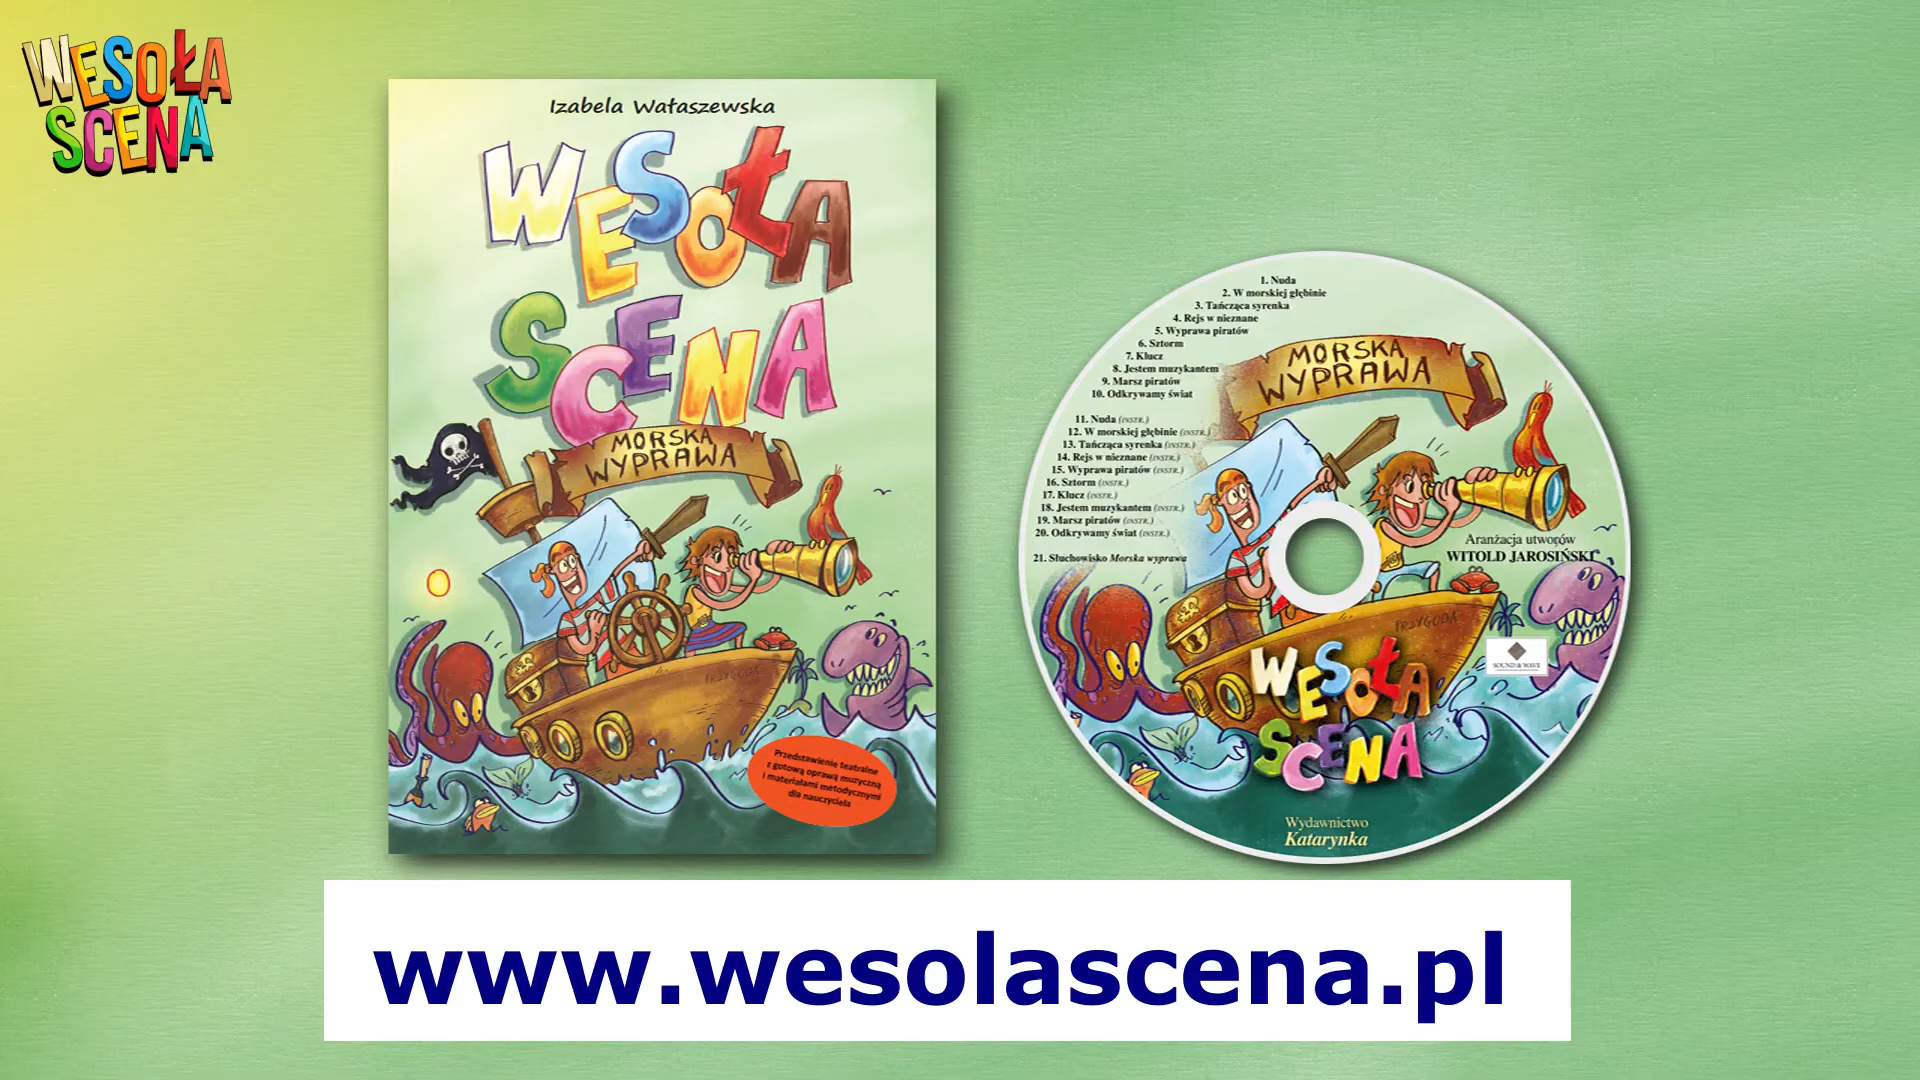 WESOŁA
SCENA
Izabela Wałaszewska
WESOŁA
SCENA
MORSKA
WYPRAWA
PRZYGODA
Przedstawienie teatralne
z gotową oprawą muzyczną
i materiałami metodycznymi
dla nauczyciela
1. Nuda
2. W morskiej głębinie
3. Tańcząca syrenka
4. Rejs w nieznane
5. Wyprawa piratów
6. Sztorm
7. Klucz
8. Jestem muzykantem
9. Marsz piratów
10. Odkrywamy świat
11. Nuda (INSTR.)
12. W morskiej głębinie (INSTR.)
13. Tańcząca syrenka (INSTR.)
14. Rejs w nieznane (INSTR.)
15. Wyprawa piratów (INSTR.)
16. Sztorm (INSTR.)
17. Klucz (INSTR.)
18. Jestem muzykantem (INSTR.)
19. Marsz piratów (INSTR.)
20. Odkrywamy świat (INSTR.)
21. Słuchowisko Morska wyprawa
MORSKA
WYPRAWA
Aranżacja utworów
WITOLD JAROSIŃSKI
PRZYGODA
SOUND & WAVE
WESOŁA
SCENA
Wydawnictwo
Katarynka
www.wesolascena.pl